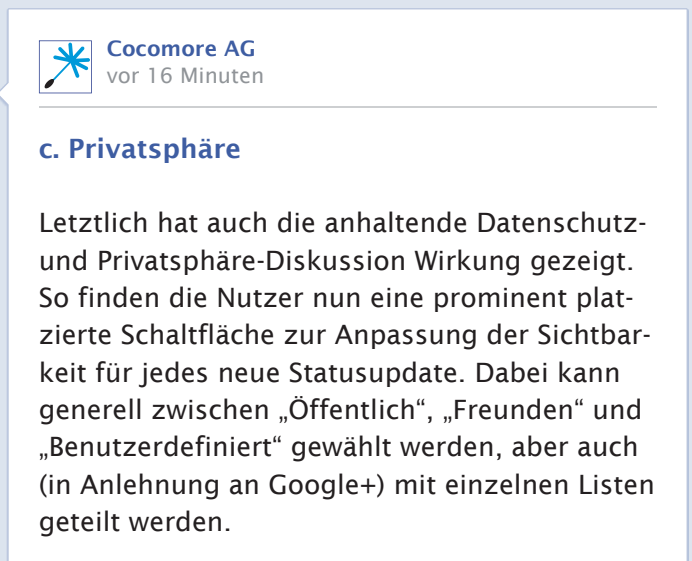 Cocomore AG
vor 16 Minuten
c. Privatsphäre
Letztlich hat auch die anhaltende Datenschutz-
und Privatsphäre-Diskussion Wirkung gezeigt.
So finden die Nutzer nun eine prominent plat-
zierte Schaltfläche zur Anpassung der Sichtbar-
keit für jedes neue Statusupdate. Dabei kann
generell zwischen „Öffentlich“, „Freunden“ und
„Benutzerdefiniert“ gewählt werden, aber auch
(in Anlehnung an Google+) mit einzelnen Listen
geteilt werden.